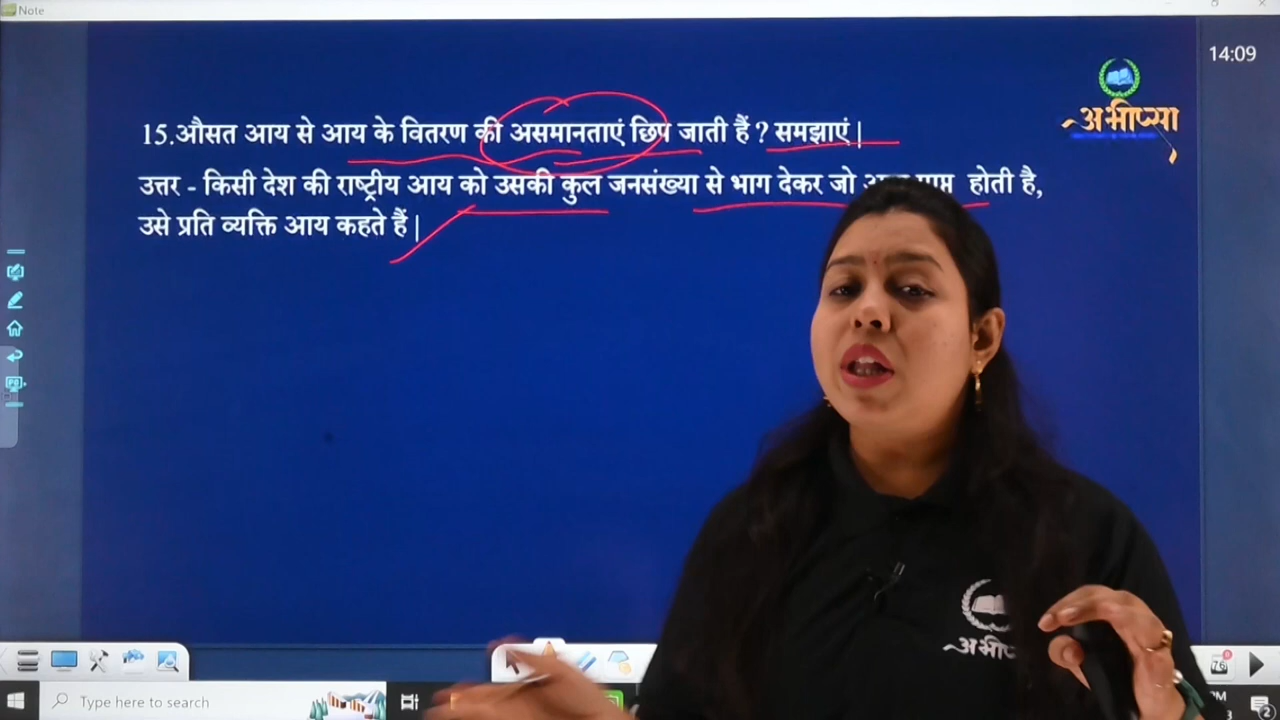 Note
14:09
अभीप्सा
15.औसत आय से आय के वितरण की असमानताएं छिप जाती हैं ? समझाएं |
उत्तर - किसी देश की राष्ट्रीय आय को उसकी कुल जनसंख्या से भाग देकर जो होती है,
उसे प्रति व्यक्ति आय कहते हैं |
Type here to search